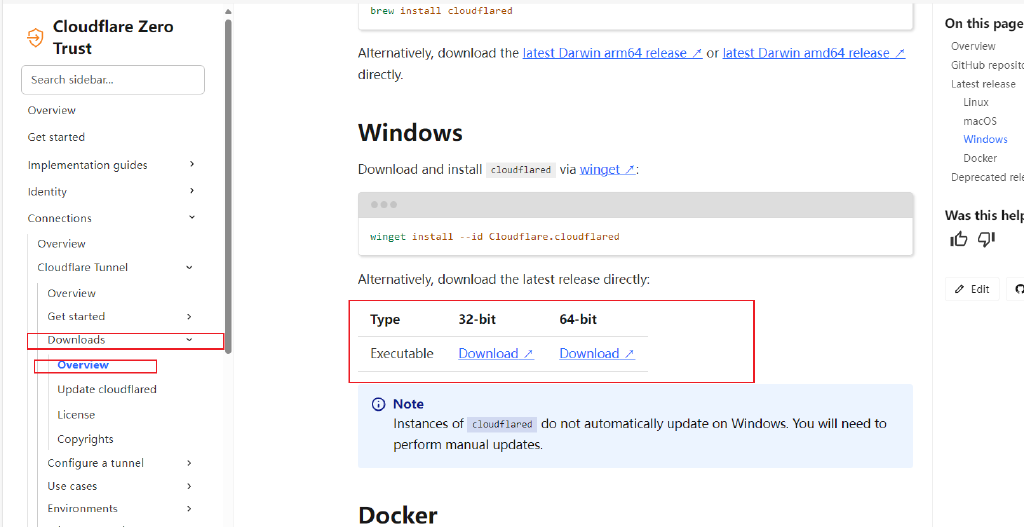 Cloudflare Zero
Trust
Search sidebar...
Overview
Get started
Implementation guides
Identity
Connections
Overview
Cloudflare Tunnel
Overview
Get started
Downloads
Overview
Update cloudflared
License
Copyrights
Configure a tunnel
Use cases
Environments
brew install cloudflared
Alternatively, download the latest Darwin arm64 release ↗ or latest Darwin amd64 release ↗
directly.
Windows
Download and install cloudflared via winget ↗:
winget install --id Cloudflare.cloudflared
Alternatively, download the latest release directly:
Type 32-bit 64-bit
Executable Download ↗ Download ↗
Note
Instances of cloudflared do not automatically update on Windows. You will need to
perform manual updates.
Docker
On this page
Overview
GitHub reposito
Latest release
Linux
macOS
Windows
Docker
Deprecated rele
Was this help
Edit